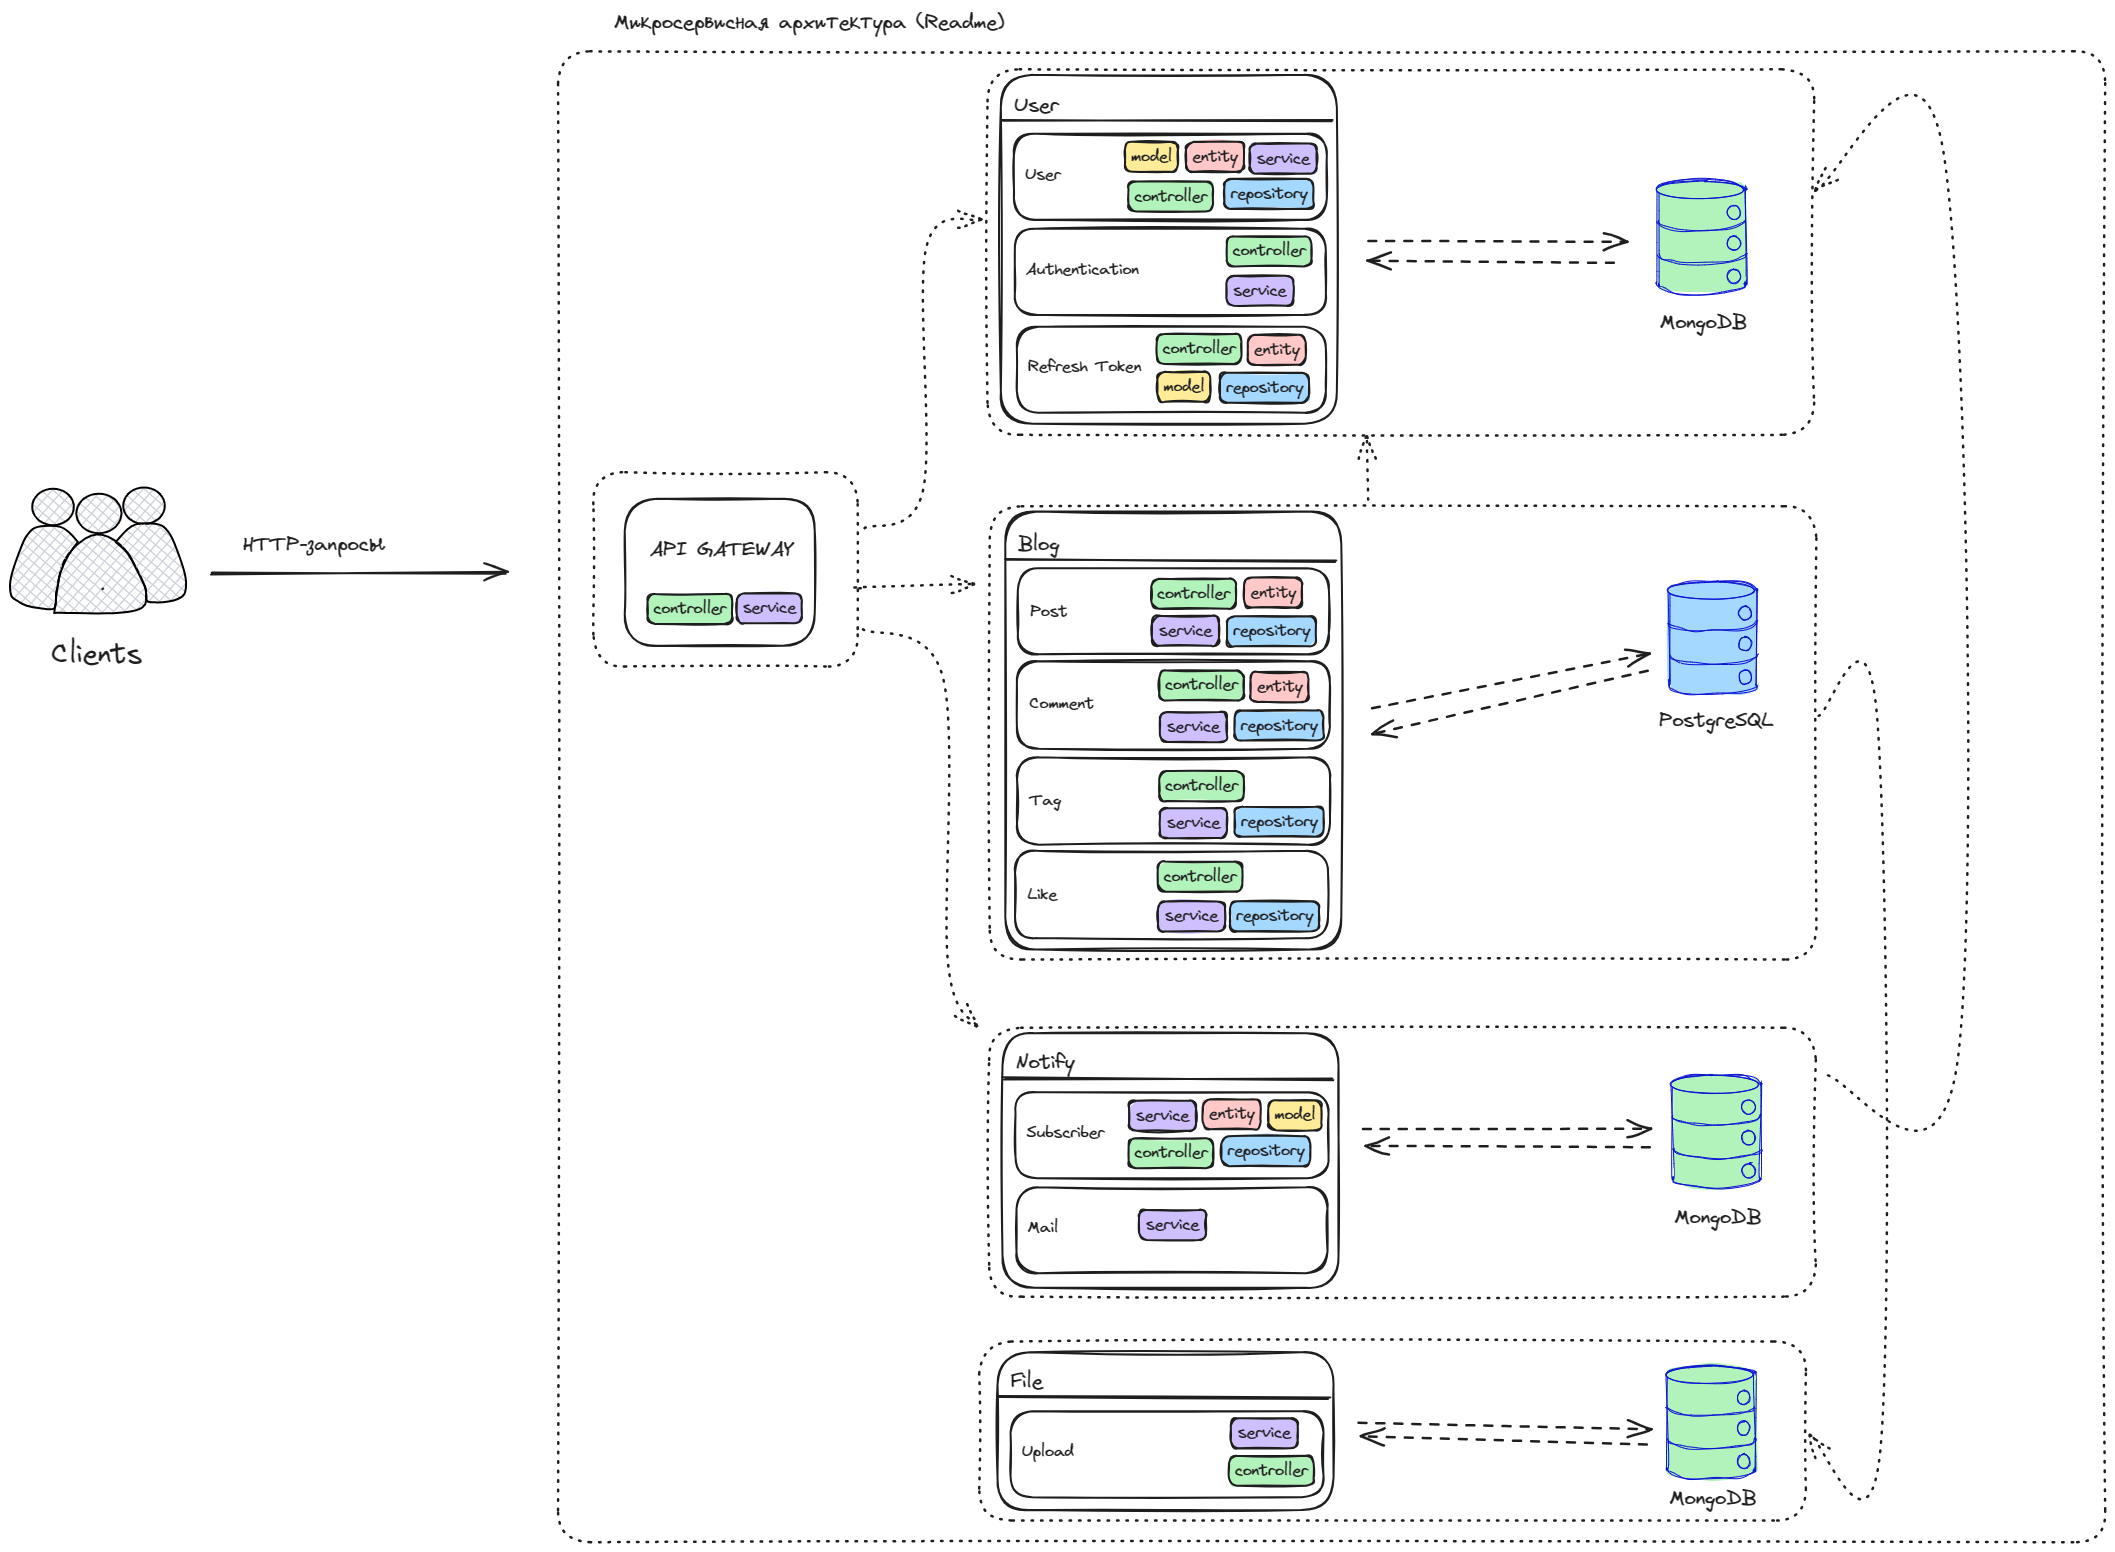 Микросервисная архитектура (Readme)
User
User
model entity service
controller repository
Authentication
controller
service
Refresh Token
controller entity
model repository
MongoDB
Clients
HTTP-запросы
API GATEWAY
controller service
Blog
Post
controller entity
service repository
Comment
controller entity
service repository
Tag
controller
service repository
Like
controller
service repository
PostgreSQL
Notify
Subscriber
service entity model
controller repository
Mail
service
MongoDB
File
Upload
service
controller
MongoDB